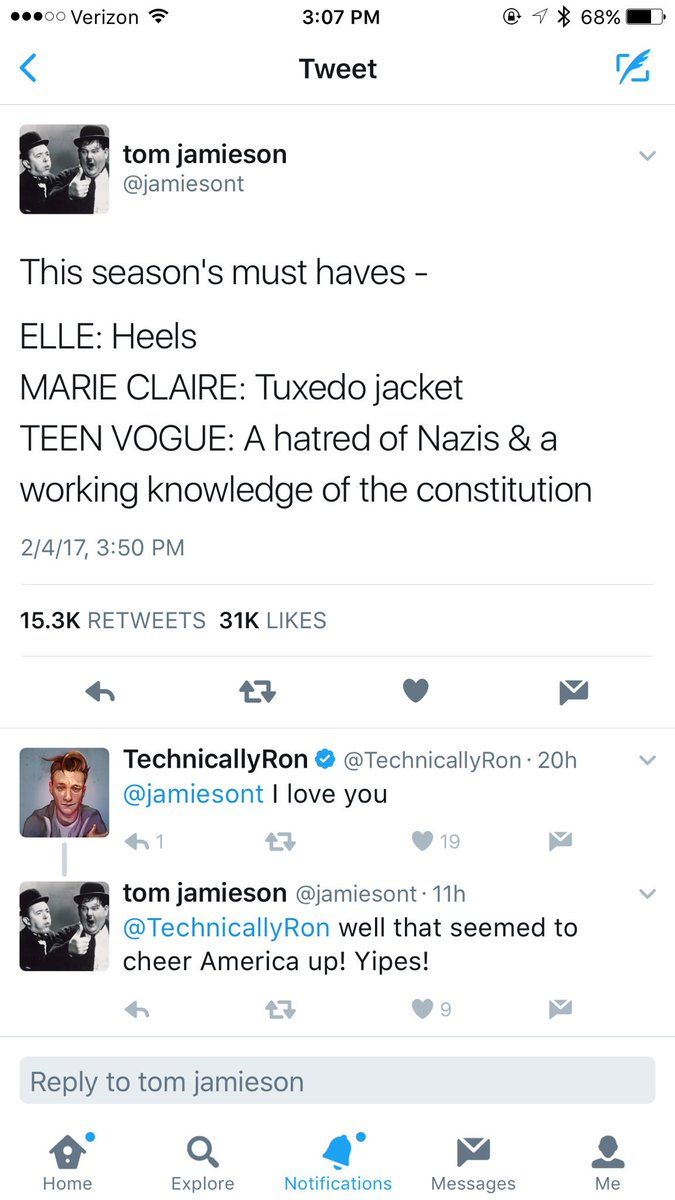 Verizon 3:07 PM 68%
Tweet
tom jamieson
@jamiesont
This season's must haves -
ELLE: Heels
MARIE CLAIRE: Tuxedo jacket
TEEN VOGUE: A hatred of Nazis & a
working knowledge of the constitution
2/4/17, 3:50 PM
15.3K RETWEETS 31K LIKES
TechnicallyRon @TechnicallyRon · 20h
@jamiesont I love you
1 19
tom jamieson @jamiesont · 11h
@TechnicallyRon well that seemed to
cheer America up! Yipes!
9
Reply to tom jamieson
Home Explore Notifications Messages Me